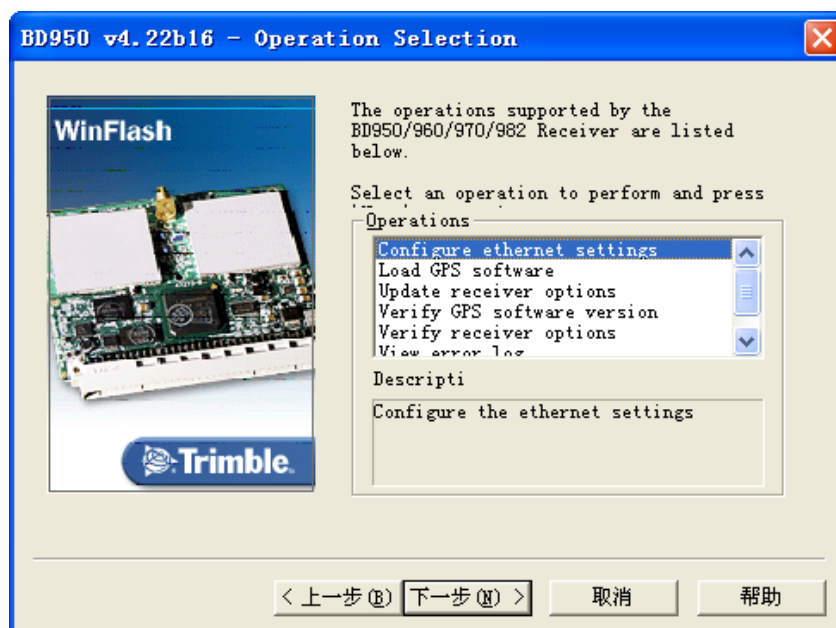 BD950 v4.22b16 - Operation Selection
WinFlash
Trimble.
The operations supported by the
BD950/960/970/982 Receiver are listed
below.
Select an operation to perform and press
Operations
Configure ethernet settings
Load GPS software
Update receiver options
Verify GPS software version
Verify receiver options
View error log
Descripti
Configure the ethernet settings
< 上一步(B)
下一步(N) >
取消
帮助